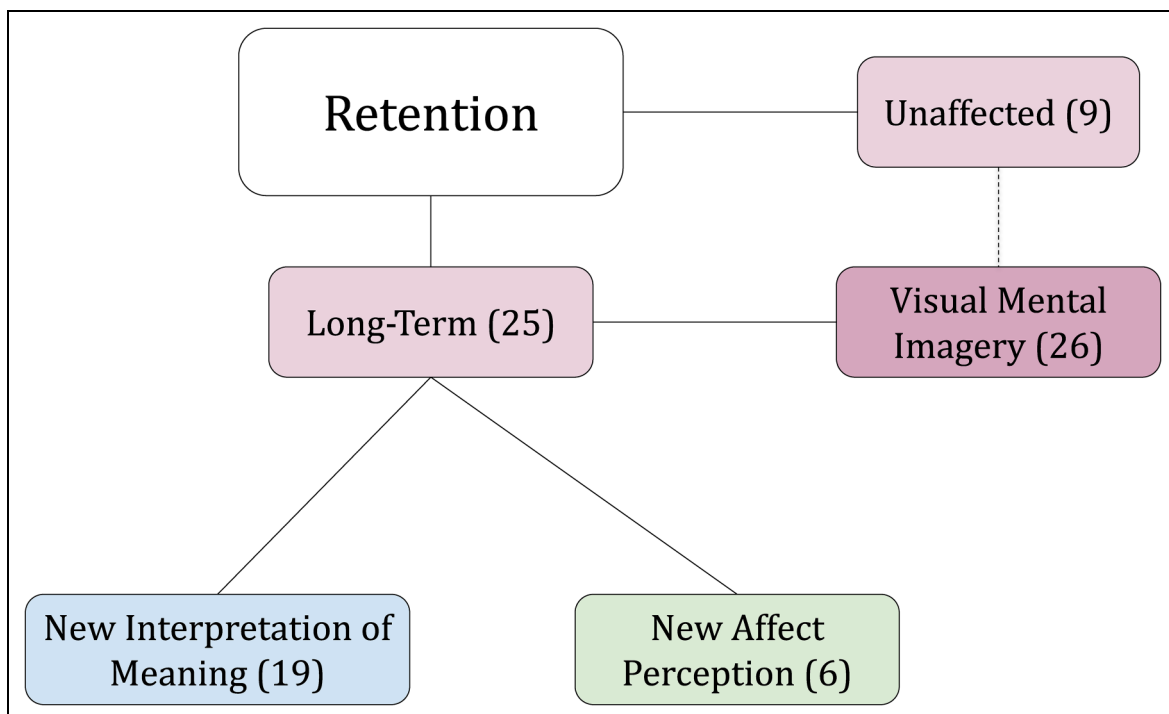 Retention
Unaffected (9)
Long-Term (25)
Visual Mental
Imagery (26)
New Interpretation of
Meaning (19)
New Affect
Perception (6)